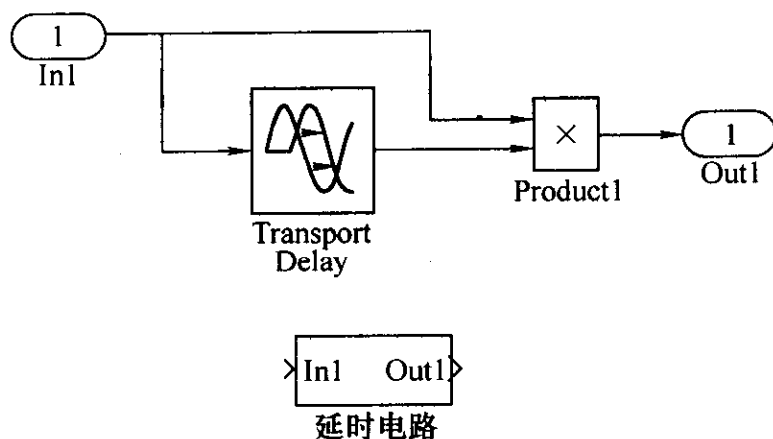 1
In1
Transport
Delay
×
Product1
1
Out1
In1 Out1
延时电路